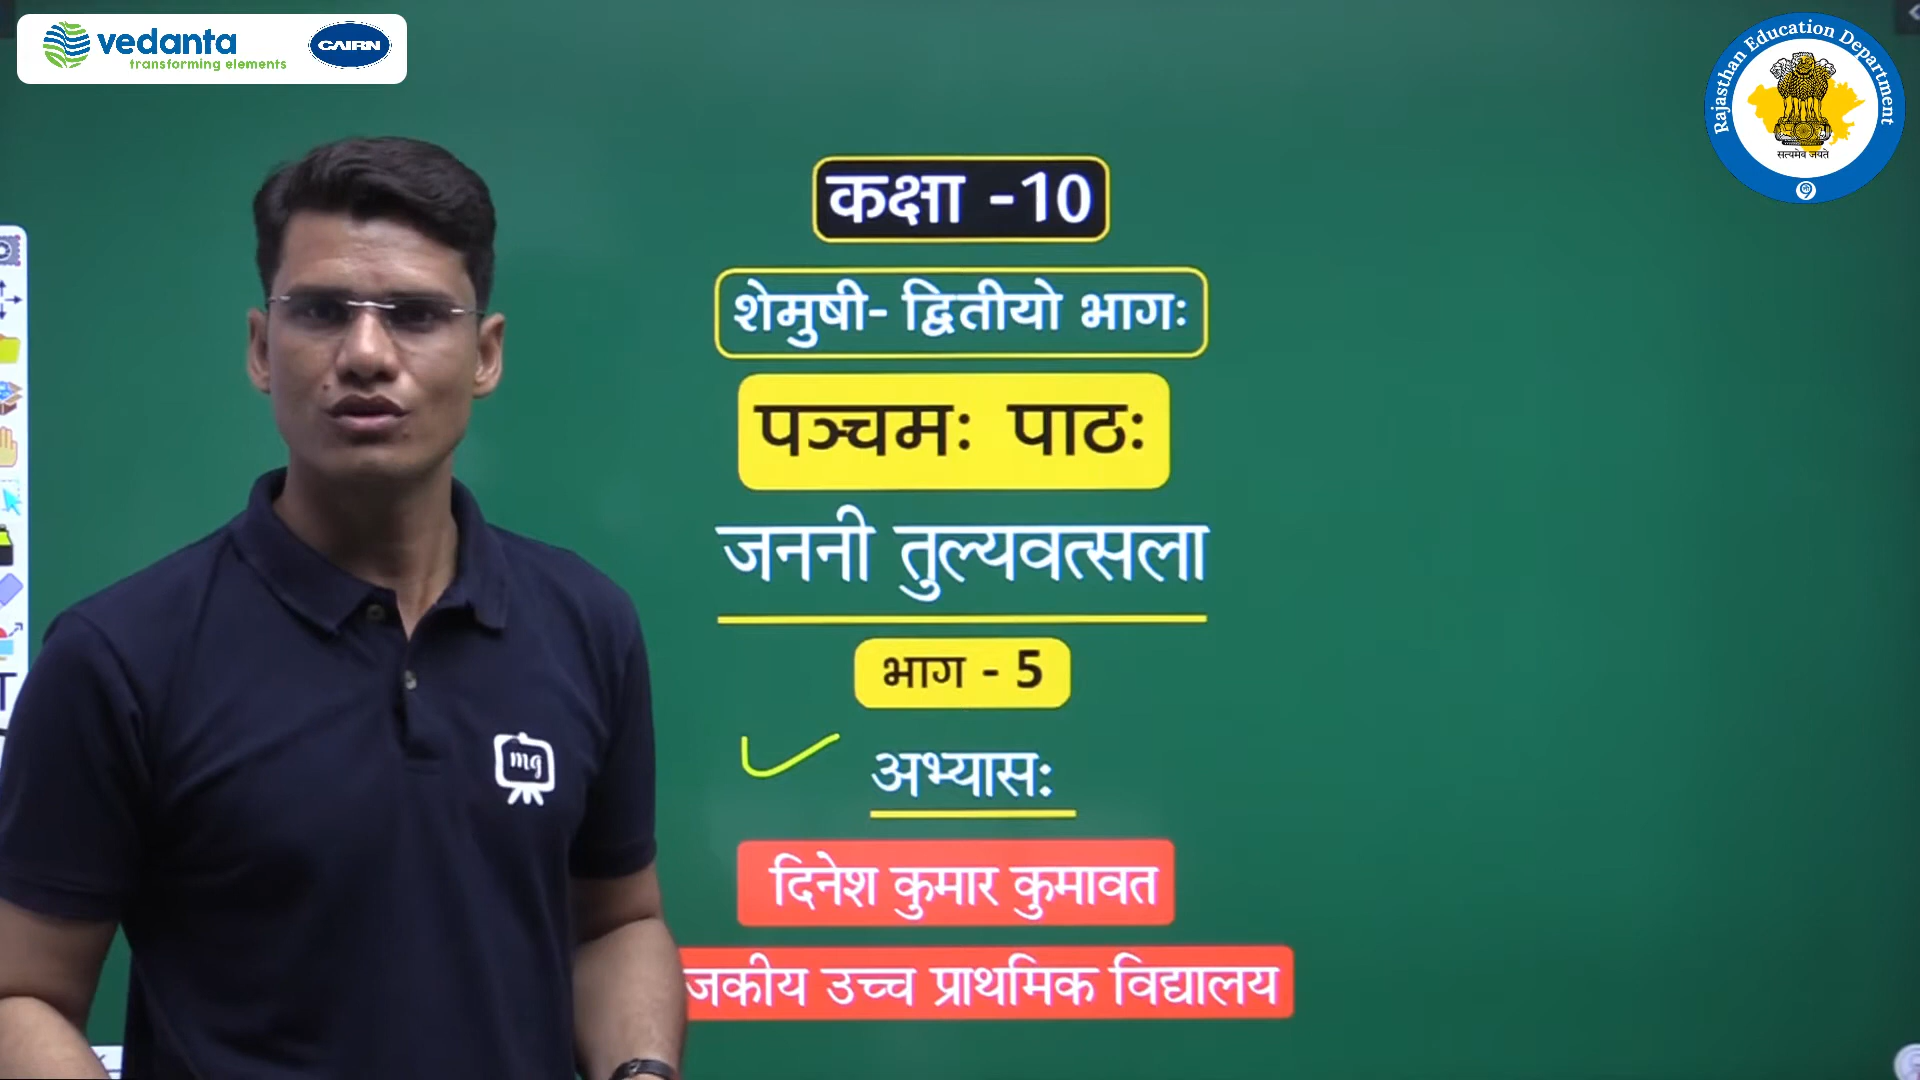 vedanta
transforming elements
CAIRN
Rajasthan Education Department
सत्यमेव जयते
कक्षा -10
शेमुषी- द्वितीयो भागः
पञ्चमः पाठः
जननी तुल्यवत्सला
भाग - 5
अभ्यासः
mg
दिनेश कुमार कुमावत
जकीय उच्च प्राथमिक विद्यालय